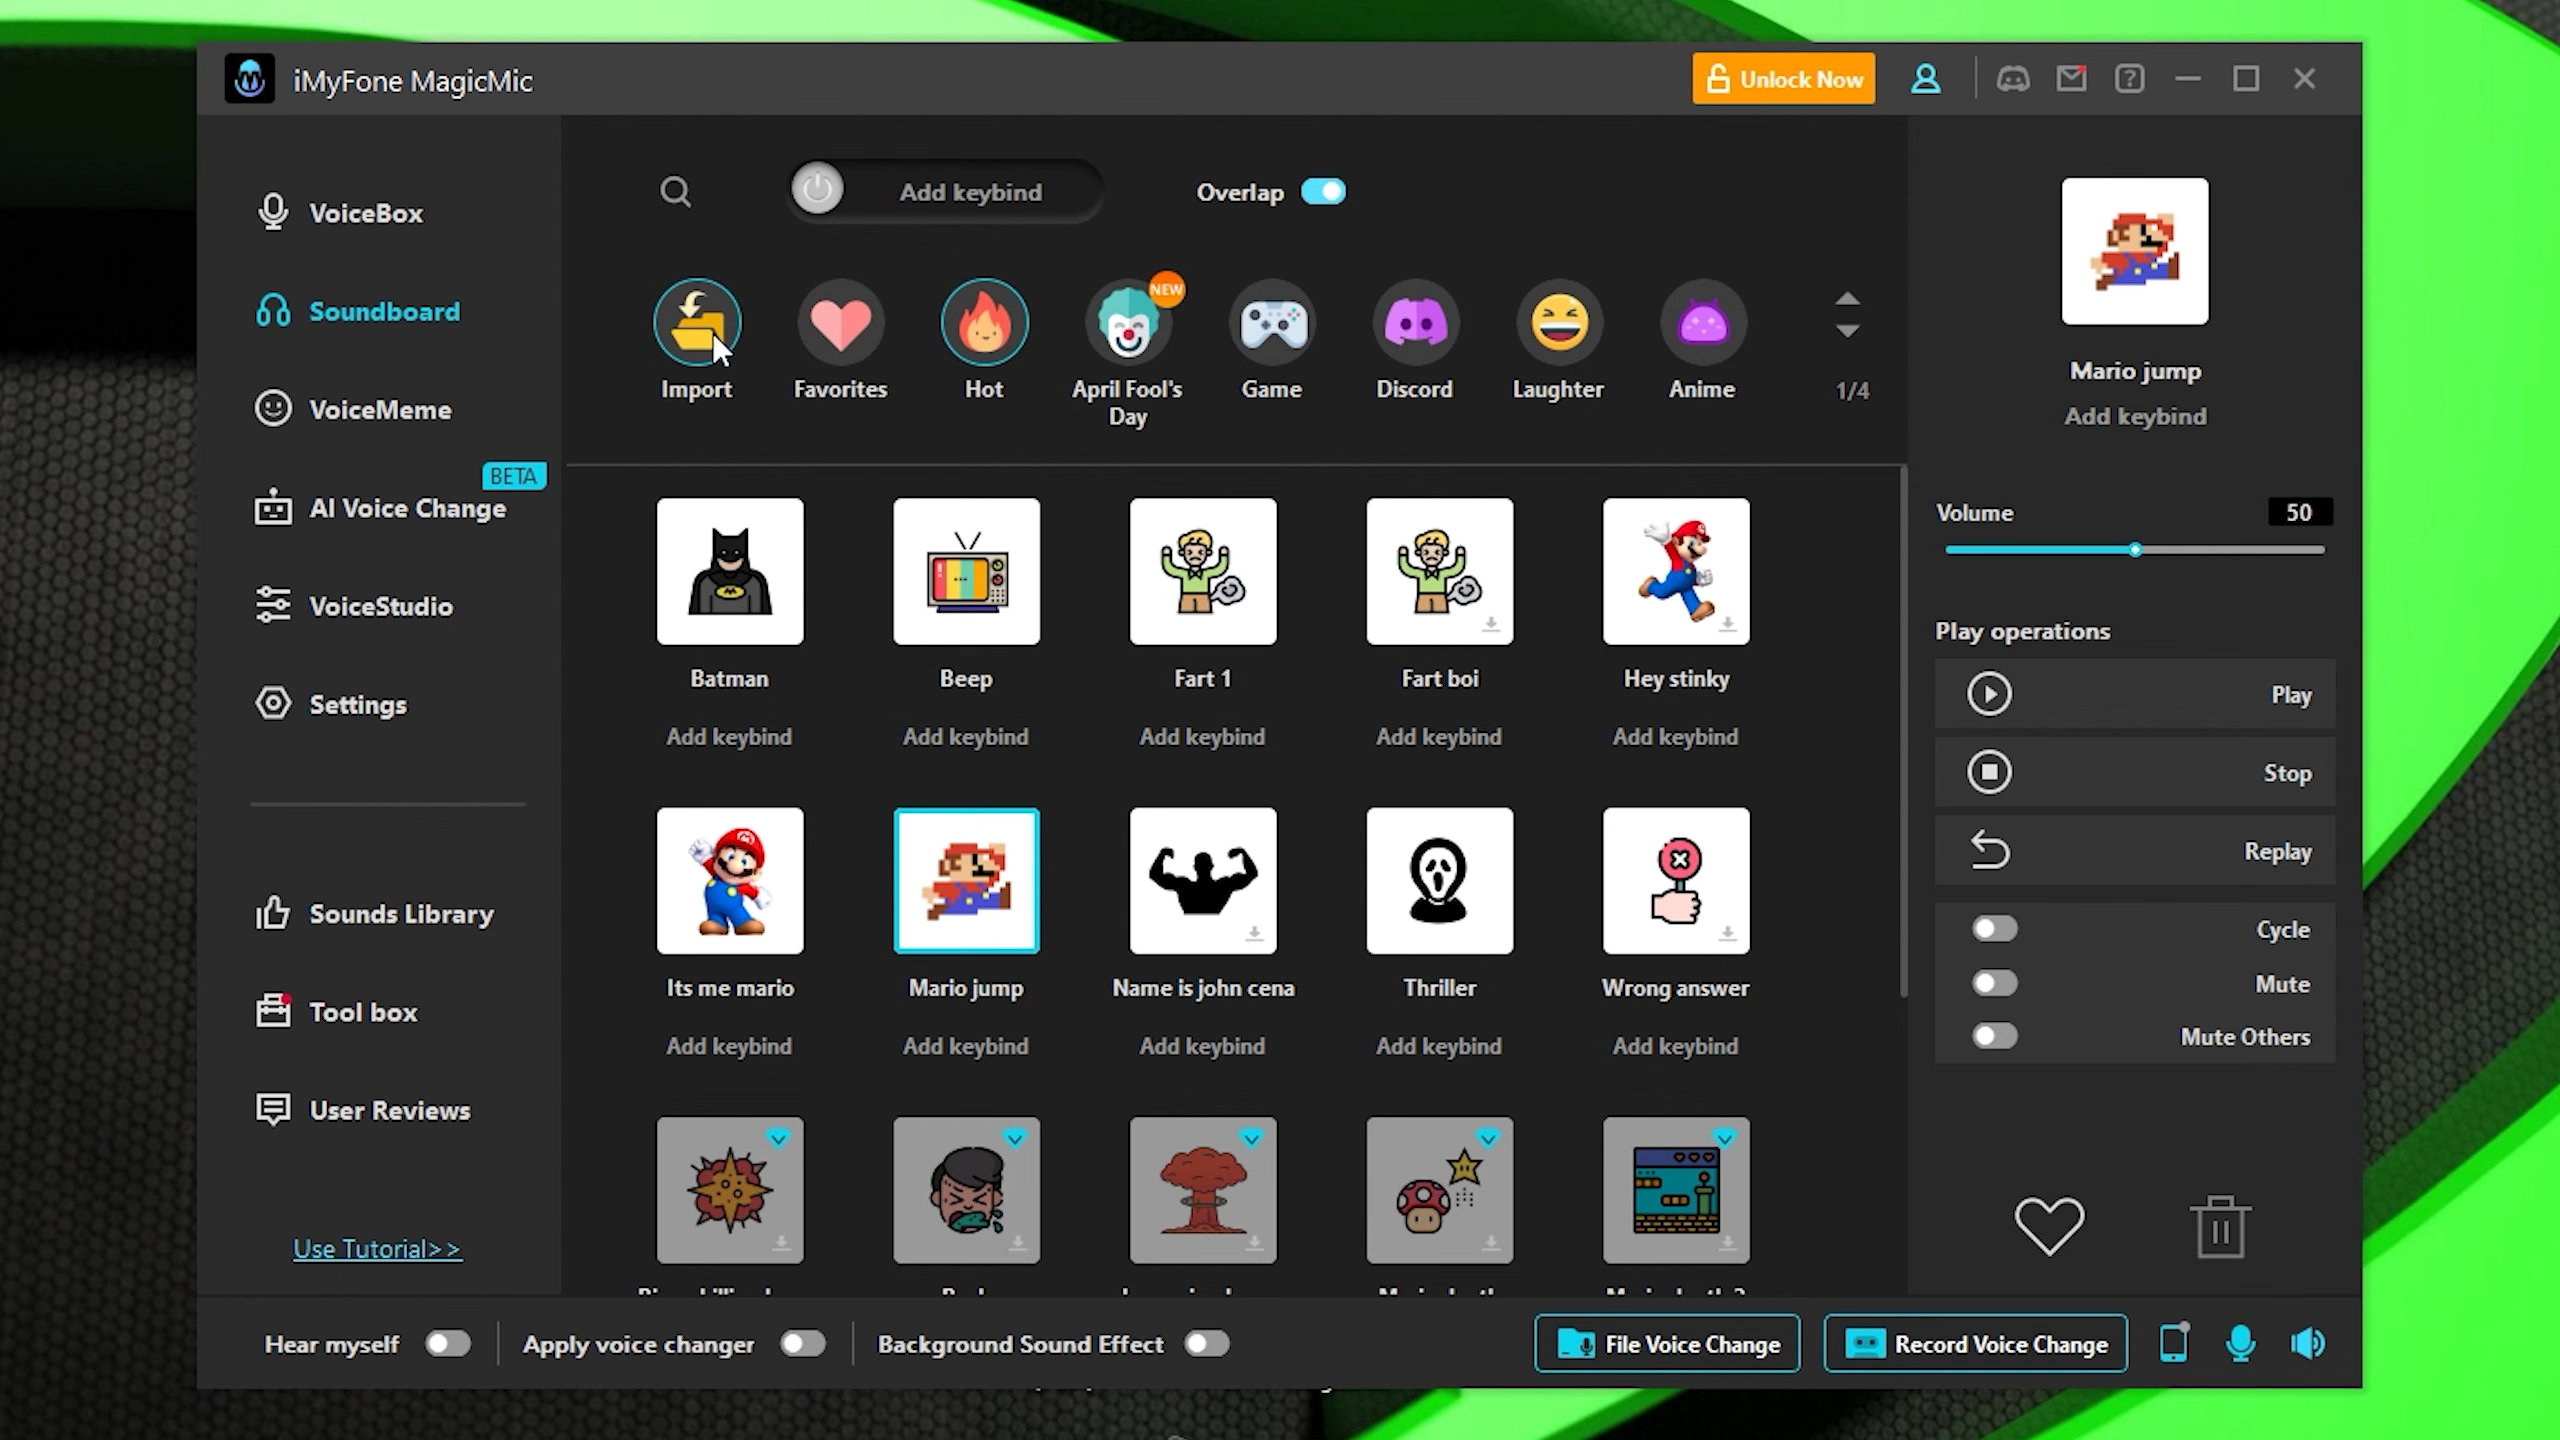 iMyFone MagicMic
Unlock Now
VoiceBox
Soundboard
VoiceMeme
BETA
AI Voice Change
VoiceStudio
Settings
Sounds Library
Tool box
User Reviews
Use Tutorial>>
Add keybind
Overlap
NEW
Import
Favorites
Hot
April Fool's
Day
Game
Discord
Laughter
Anime
1/4
Batman
Beep
Fart 1
Fart boi
Hey stinky
Add keybind
Add keybind
Add keybind
Add keybind
Add keybind
Its me mario
Mario jump
Name is john cena
Thriller
Wrong answer
Add keybind
Add keybind
Add keybind
Add keybind
Add keybind
Mario jump
Add keybind
Volume
50
Play operations
Play
Stop
Replay
Cycle
Mute
Mute Others
Hear myself
Apply voice changer
Background Sound Effect
File Voice Change
Record Voice Change